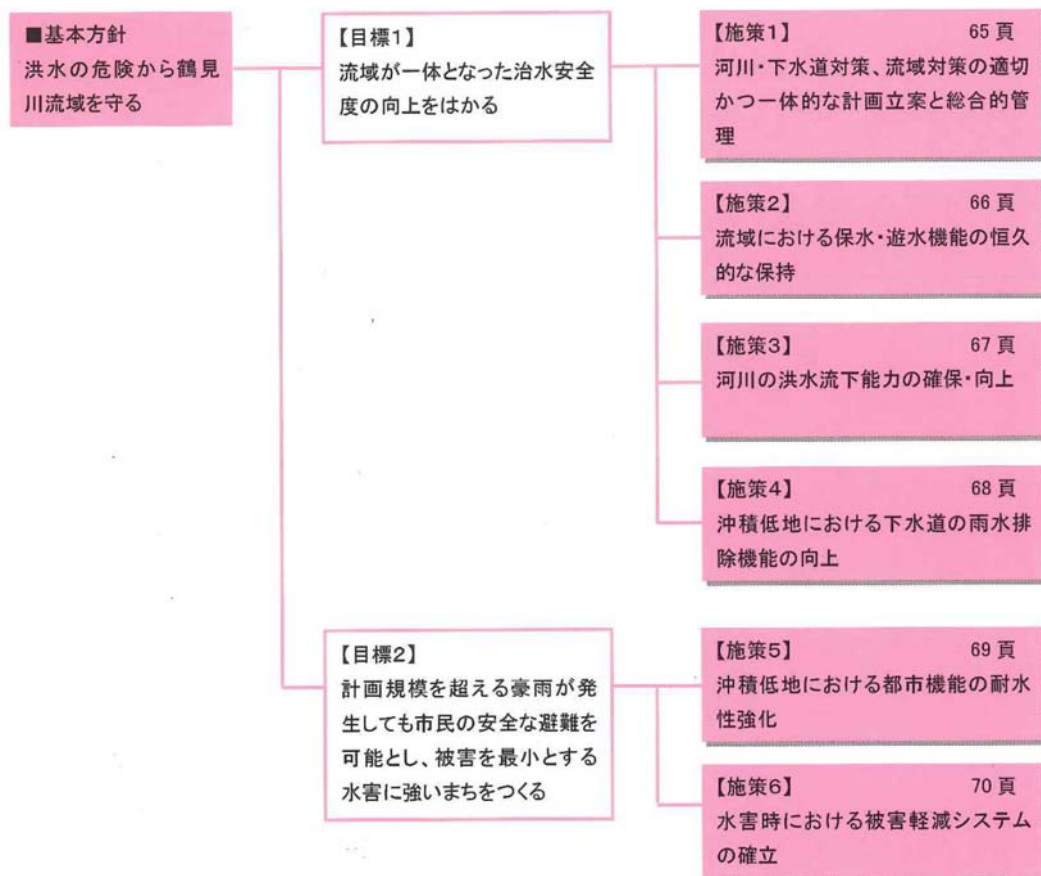 ■基本方針
洪水の危険から鶴見
川流域を守る
【目標1】
流域が一体となった治水安全
度の向上をはかる
【施策1】 65 頁
河川・下水道対策、流域対策の適切
かつ一体的な計画立案と総合的管
理
【施策2】 66 頁
流域における保水・遊水機能の恒久
的な保持
【施策3】 67 頁
河川の洪水流下能力の確保・向上
【施策4】 68 頁
沖積低地における下水道の雨水排
除機能の向上
【目標2】
計画規模を超える豪雨が発
生しても市民の安全な避難を
可能とし、被害を最小とする
水害に強いまちをつくる
【施策5】 69 頁
沖積低地における都市機能の耐水
性強化
【施策6】 70 頁
水害時における被害軽減システム
の確立